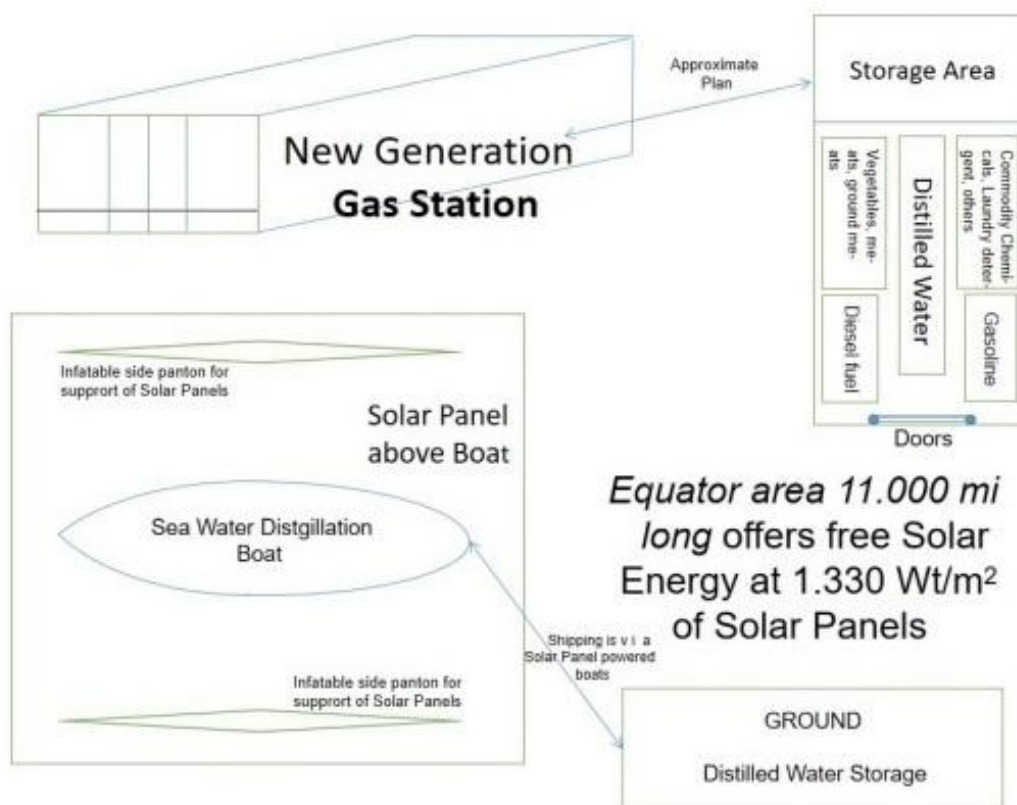 New Generation
Gas Station
Approximate
Plan
Storage Area
Vegetables, me-
ats, ground me-
ats
Distilled Water
Commodity Chemi-
cals, Laundry deter-
gent, others
Diesel fuel
Gasoline
Doors
Infatable side panton for
supprort of Solar Panels
Solar Panel
above Boat
Sea Water Distgillation
Boat
Infatable side panton for
supprort of Solar Panels
Equator area 11.000 mi
long offers free Solar
Energy at 1.330 Wt/m²
of Solar Panels
Shipping is v i a
Solar Panel powered
boats
GROUND
Distilled Water Storage